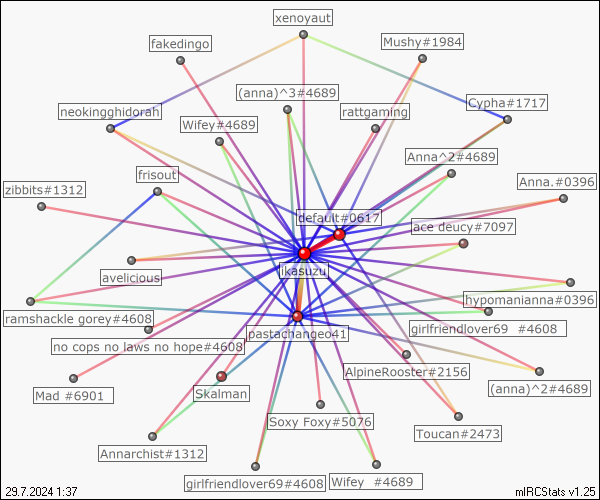 xenoyaut
fakedingo
Mushy#1984
(anna)^3#4689
neokingghidorah
rattgaming
Cypha#1717
Wifey#4689
Anna^2#4689
frisout
zibbits#1312
Anna.#0396
default#0617
ace deucy#7097
jikasuzu
avelicious
hypomanianna#0396
ramshackle gorey#4608
girlfriendlover69 #4608
pastachangeo41
no cops no laws no hope#4608
AlpineRooster#2156
(anna)^2#4689
Mad #6901
Skalman
Soxy Foxy#5076
Toucan#2473
Annarchist#1312
girlfriendlover69#4608
Wifey #4689
29.7.2024 1:37
mIRCStats v1.25